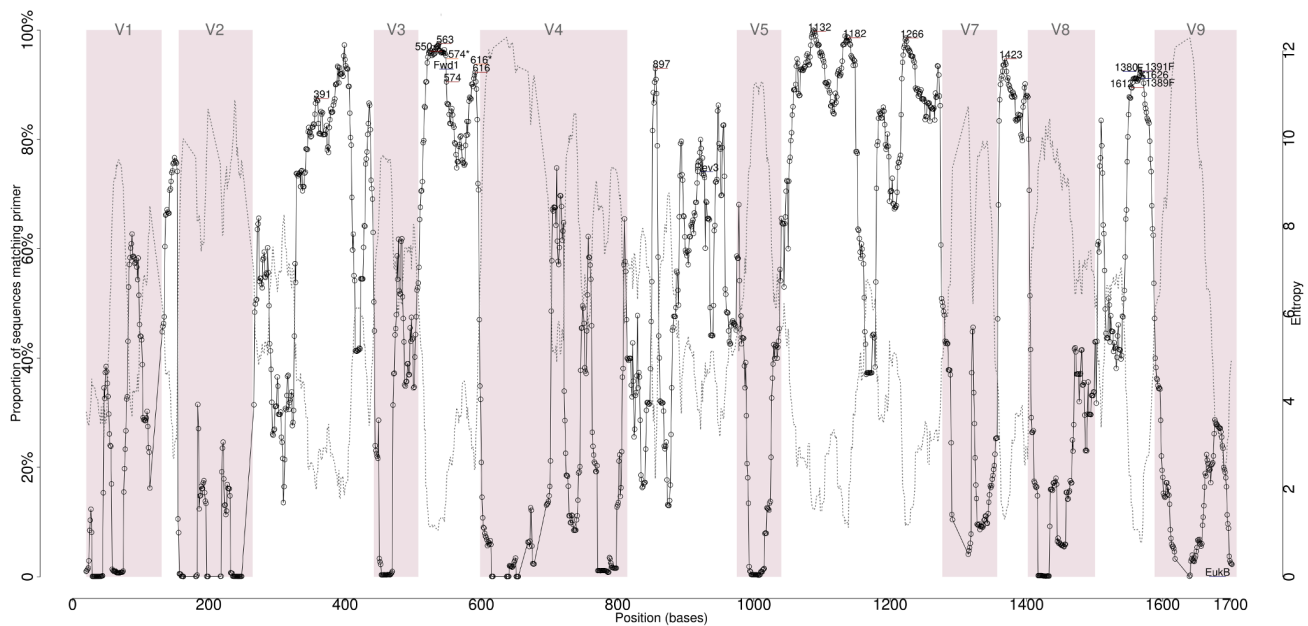 V1 V2 V3 V4 V5 V7 V8 V9
100%
80%
60%
40%
20%
0
Proportion of sequences matching primer
391
550
563
574*
Fwd1
574
616*
616
897
Rev3
1132
1182
1266
1423
1380F
1391F
1626
1612
1389F
EukB
12
10
8
6
4
2
0
Entropy
0 200 400 600 800 1000 1200 1400 1600 1700
Position (bases)